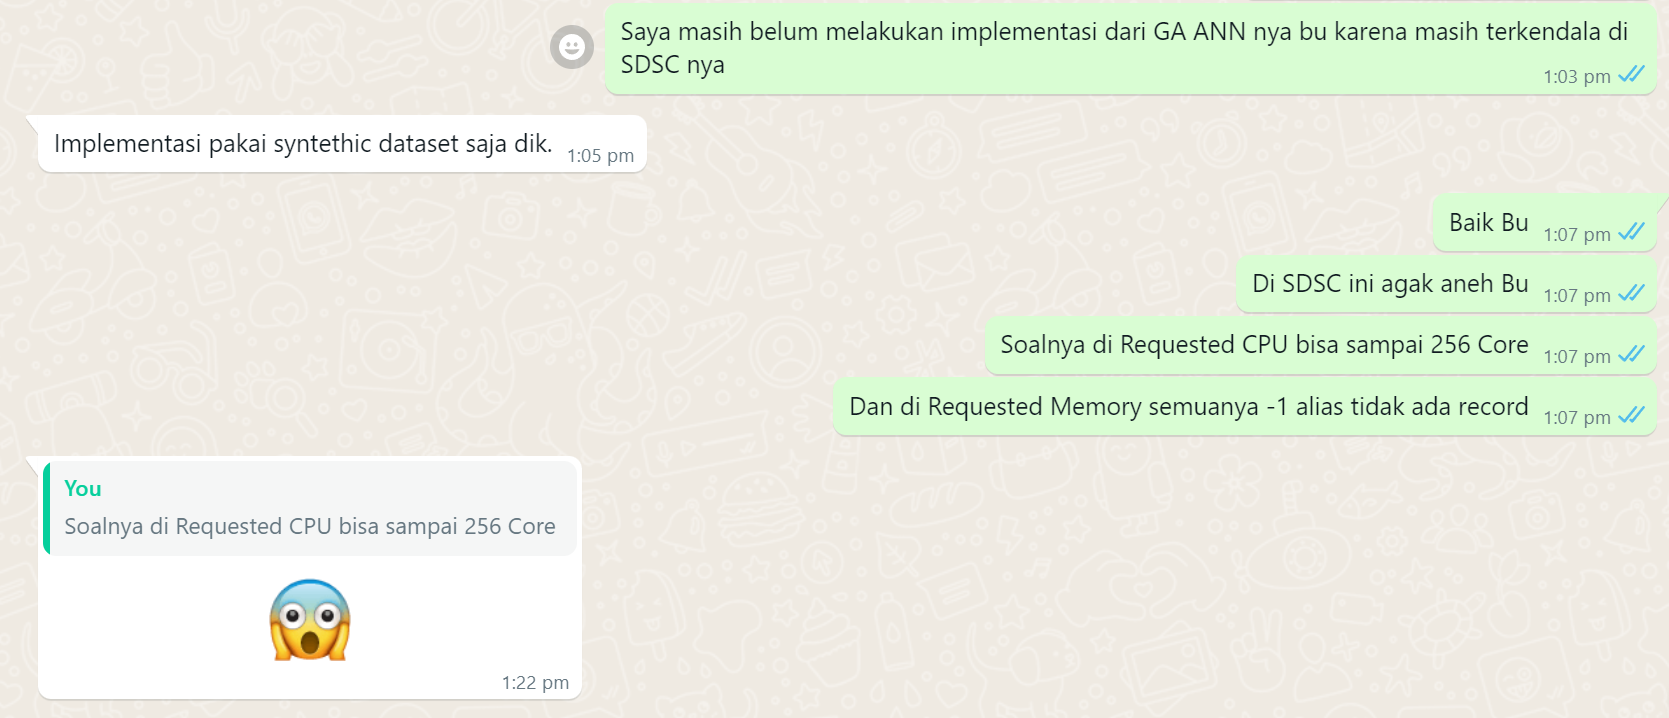 Saya masih belum melakukan implementasi dari GA ANN nya bu karena masih terkendala di
SDSC nya
1:03 pm
Implementasi pakai syntethic dataset saja dik.
1:05 pm
Baik Bu
1:07 pm
Di SDSC ini agak aneh Bu
1:07 pm
Soalnya di Requested CPU bisa sampai 256 Core
1:07 pm
Dan di Requested Memory semuanya -1 alias tidak ada record
1:07 pm
You
Soalnya di Requested CPU bisa sampai 256 Core
1:22 pm